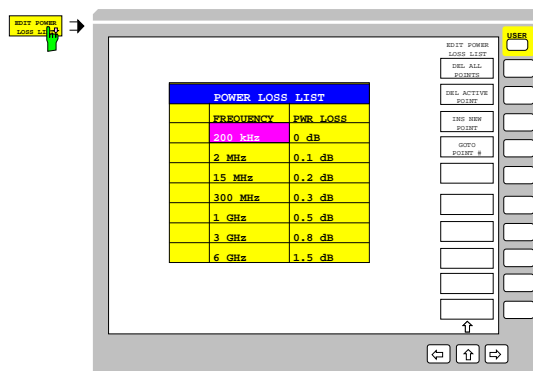 EDIT POWER
LOSS LIST
USER
EDIT POWER
LOSS LIST
DEL ALL
POINTS
DEL ACTIVE
POINT
INS NEW
POINT
GOTO
POINT #
POWER LOSS LIST
FREQUENCY PWR LOSS
200 kHz 0 dB
2 MHz 0.1 dB
15 MHz 0.2 dB
300 MHz 0.3 dB
1 GHz 0.5 dB
3 GHz 0.8 dB
6 GHz 1.5 dB